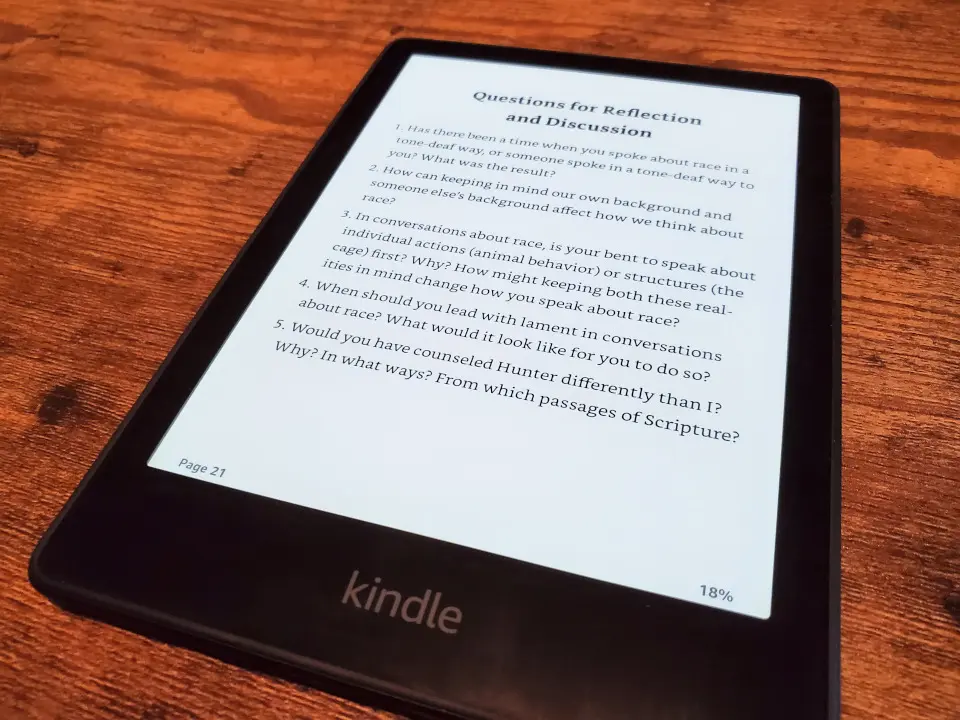 Questions for Reflection
and Discussion
1. Has there been a time when you spoke about race in a
tone-deaf way, or someone spoke in a tone-deaf way to
you? What was the result?
2. How can keeping in mind our own background and
someone else's background affect how we think about
race?
3. In conversations about race, is your bent to speak about
individual actions (animal behavior) or structures (the
cage) first? Why? How might keeping both these real-
ities in mind change how you speak about race?
4. When should you lead with lament in conversations
about race? What would it look like for you to do so?
5. Would you have counseled Hunter differently than I?
Why? In what ways? From which passages of Scripture?
Page 21
18%
kindle